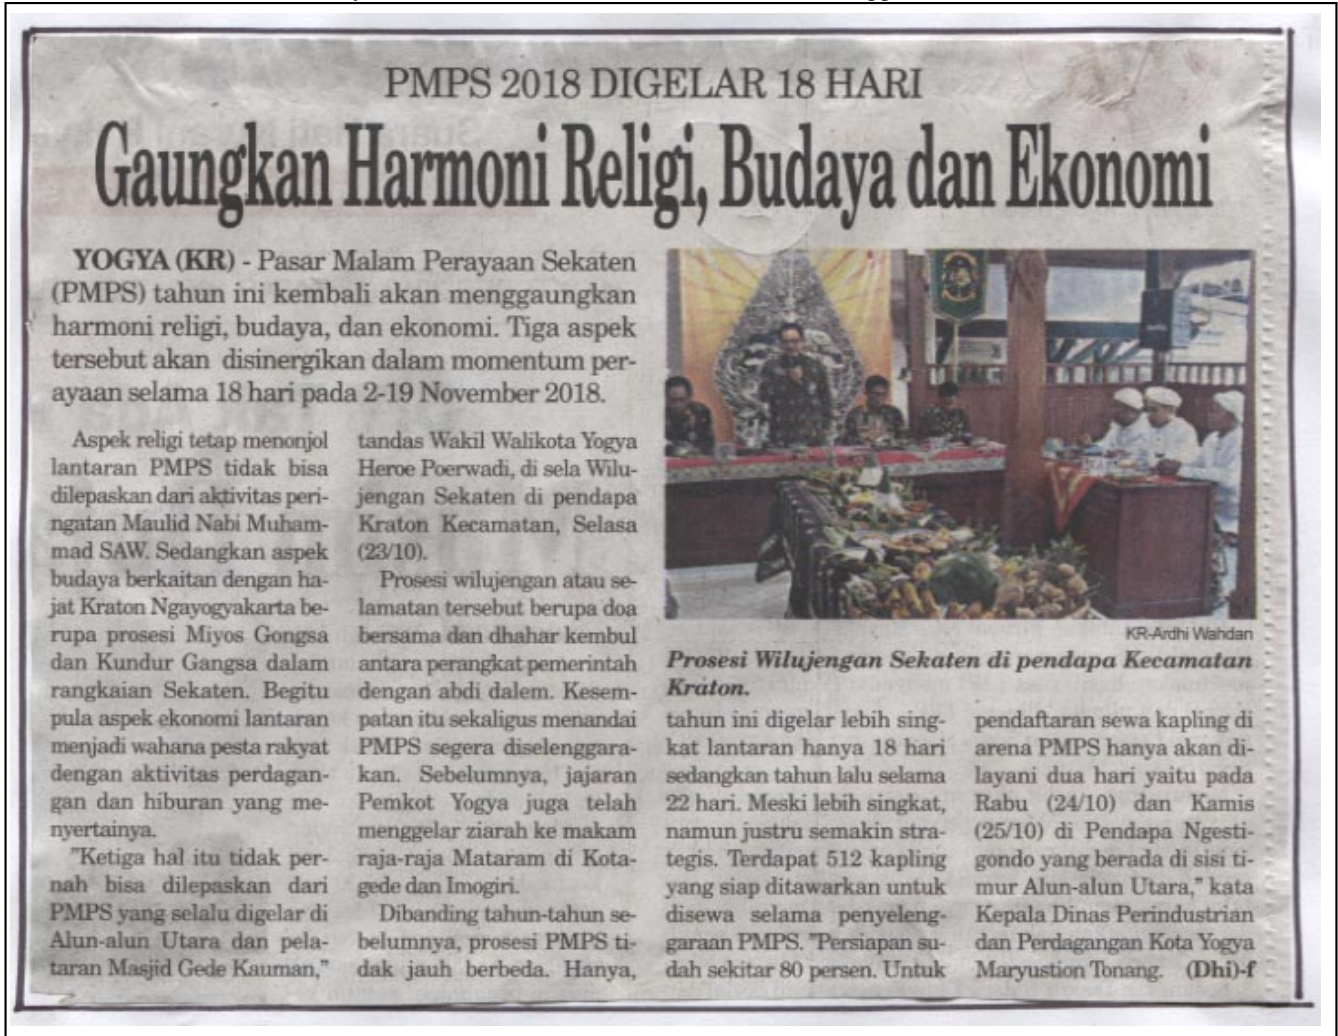 PMPS 2018 DIGELAR 18 HARI
Gaungkan Harmoni Religi, Budaya dan Ekonomi
YOGYA (KR) - Pasar Malam Perayaan Sekaten
(PMPS) tahun ini kembali akan menggaungkan
harmoni religi, budaya, dan ekonomi. Tiga aspek
tersebut akan disinergikan dalam momentum per-
ayaan selama 18 hari pada 2-19 November 2018.
Aspek religi tetap menonjol
lantaran PMPS tidak bisa
dilepaskan dari aktivitas peri-
ngatan Maulid Nabi Muham-
mad SAW. Sedangkan aspek
budaya berkaitan dengan ha-
jat Kraton Ngayogyakarta be-
rupa prosesi Miyos Gongsa
dan Kundur Gangsa dalam
rangkaian Sekaten. Begitu
pula aspek ekonomi lantaran
menjadi wahana pesta rakyat
dengan aktivitas perdagan-
gan dan hiburan yang me-
nyertainya.
"Ketiga hal itu tidak per-
nah bisa dilepaskan dari
PMPS yang selalu digelar di
Alun-alun Utara dan pela-
taran Masjid Gede Kauman,"
tandas Wakil Walikota Yogya
Heroe Poerwadi, di sela Wilu-
jengan Sekaten di pendapa
Kraton Kecamatan, Selasa
(23/10).
Prosesi wilujengan atau se-
lamatan tersebut berupa doa
bersama dan dhahar kembul
antara perangkat pemerintah
dengan abdi dalem. Kesem-
patan itu sekaligus menandai
PMPS segera diselenggara-
kan. Sebelumnya, jajaran
Pemkot Yogya juga telah
menggelar ziarah ke makam
raja-raja Mataram di Kota-
gede dan Imogiri.
Dibanding tahun-tahun se-
belumnya, prosesi PMPS ti-
dak jauh berbeda. Hanya,
KR-Ardhi Wahdan
Prosesi Wilujengan Sekaten di pendapa Kecamatan
Kraton.
tahun ini digelar lebih sing-
kat lantaran hanya 18 hari
sedangkan tahun lalu selama
22 hari. Meski lebih singkat,
namun justru semakin stra-
tegis. Terdapat 512 kapling
yang siap ditawarkan untuk
disewa selama penyeleng-
garaan PMPS. "Persiapan su-
dah sekitar 80 persen. Untuk
pendaftaran sewa kapling di
arena PMPS hanya akan di-
layani dua hari yaitu pada
Rabu (24/10) dan Kamis
(25/10) di Pendapa Ngesti-
gondo yang berada di sisi ti-
mur Alun-alun Utara," kata
Kepala Dinas Perindustrian
dan Perdagangan Kota Yogya
Maryustion Tonang. (Dhi)-f